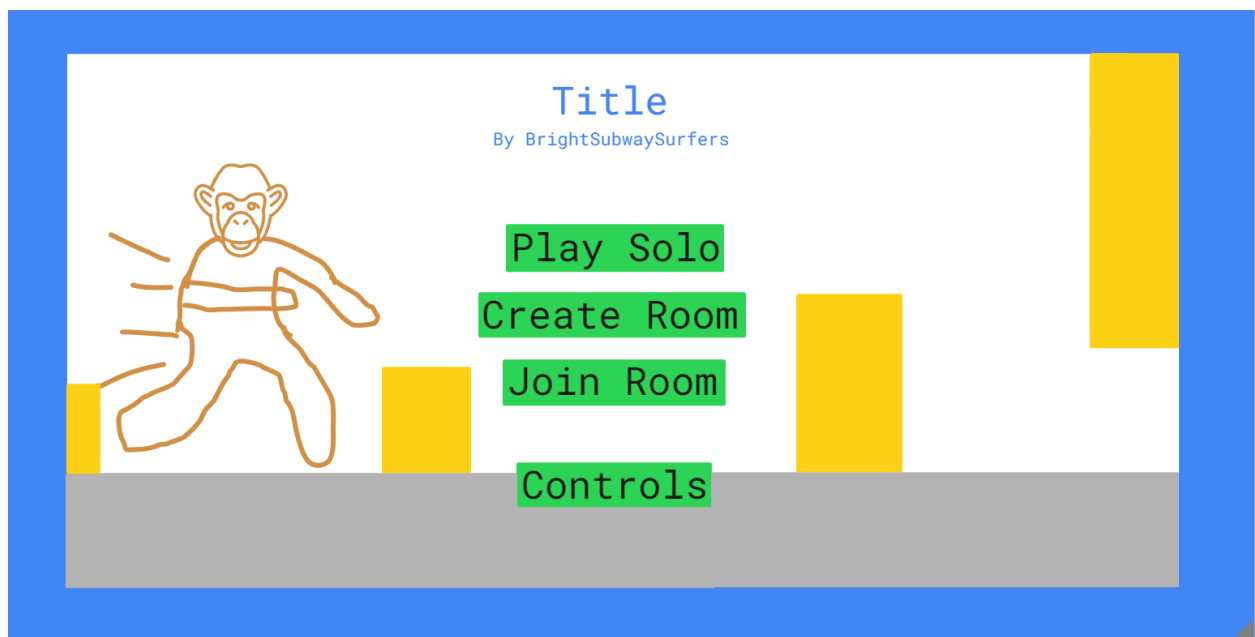 Title
By BrightSubwaySurfers
Play Solo
Create Room
Join Room
Controls